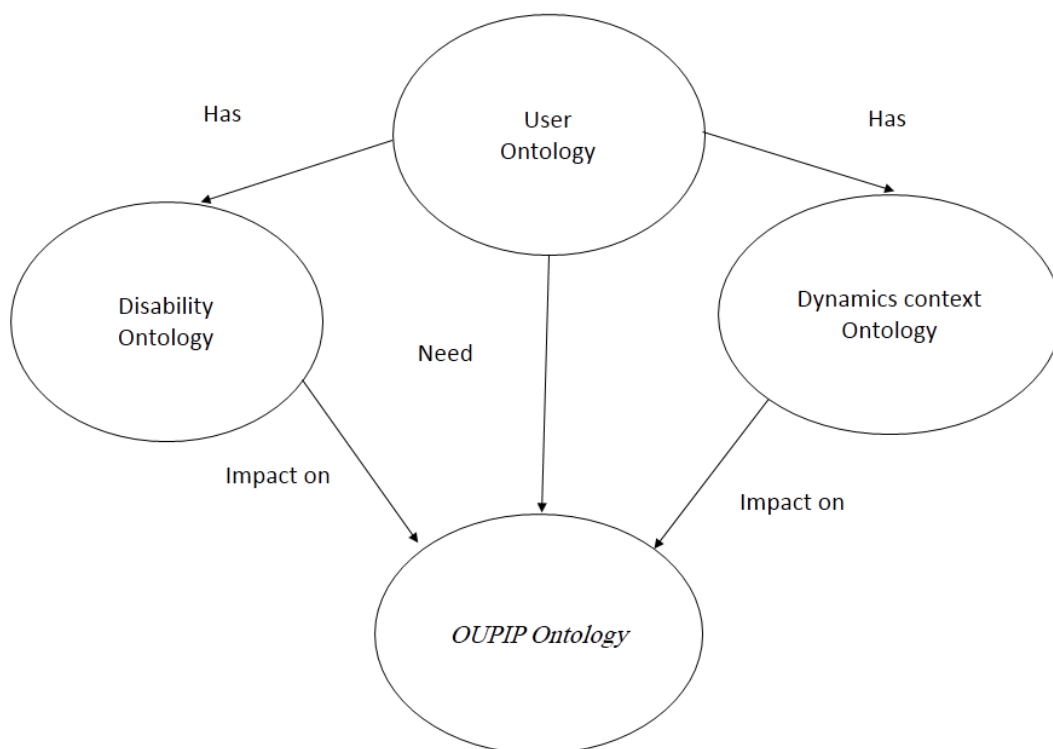 Has
User
Ontology
Has
Disability
Ontology
Dynamics context
Ontology
Need
Impact on
Impact on
OUPIP Ontology